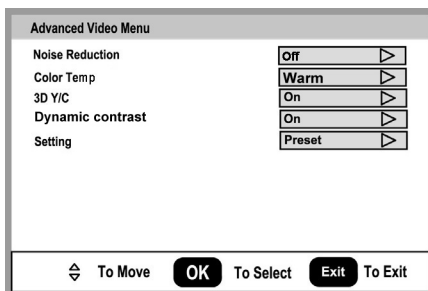 Advanced Video Menu
Noise Reduction Off
Color Temp Warm
3D Y/C On
Dynamic contrast On
Setting Preset
To Move OK To Select Exit To Exit